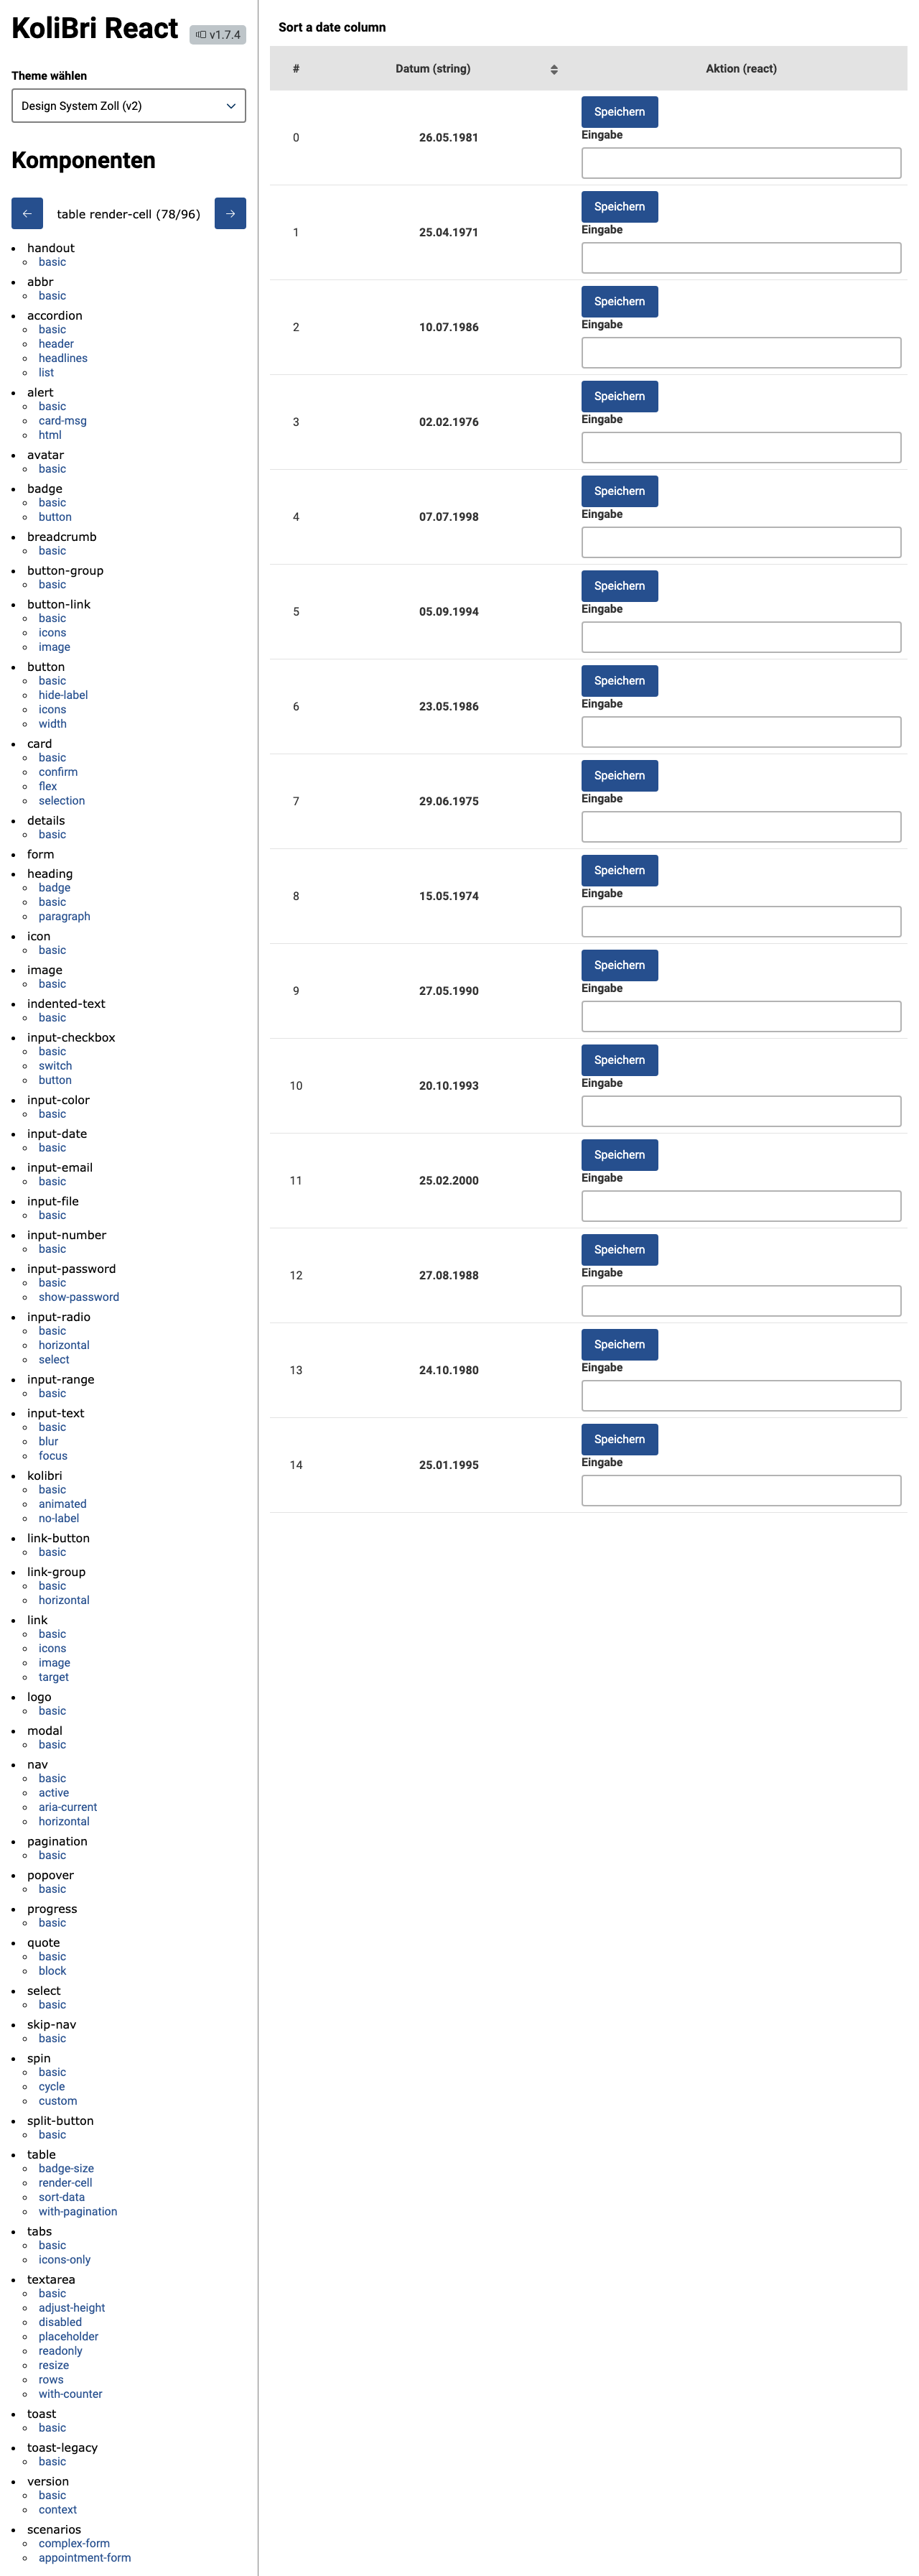 KoliBri React
v1.7.4
Theme wählen
Design System Zoll (v2)
Komponenten
← table render-cell (78/96) →
handout
basic
abbr
basic
accordion
basic
header
headlines
list
alert
basic
card-msg
html
avatar
basic
badge
basic
button
breadcrumb
basic
button-group
basic
button-link
basic
icons
image
button
basic
hide-label
icons
width
card
basic
confirm
flex
selection
details
basic
form
heading
badge
basic
paragraph
icon
basic
image
basic
indented-text
basic
input-checkbox
basic
switch
button
input-color
basic
input-date
basic
input-email
basic
input-file
basic
input-number
basic
input-password
basic
show-password
input-radio
basic
horizontal
select
input-range
basic
input-text
basic
blur
focus
kolibri
basic
animated
no-label
link-button
basic
link-group
basic
horizontal
link
basic
icons
image
target
logo
basic
modal
basic
nav
basic
active
aria-current
horizontal
pagination
basic
popover
basic
progress
basic
quote
basic
block
select
basic
skip-nav
basic
spin
basic
cycle
custom
split-button
basic
table
badge-size
render-cell
sort-data
with-pagination
tabs
basic
icons-only
textarea
basic
adjust-height
disabled
placeholder
readonly
resize
rows
with-counter
toast
basic
toast-legacy
basic
version
basic
context
scenarios
complex-form
appointment-form
Sort a date column
# Datum (string) Aktion (react)
Speichern
0 26.05.1981 Eingabe
Speichern
1 25.04.1971 Eingabe
Speichern
2 10.07.1986 Eingabe
Speichern
3 02.02.1976 Eingabe
Speichern
4 07.07.1998 Eingabe
Speichern
5 05.09.1994 Eingabe
Speichern
6 23.05.1986 Eingabe
Speichern
7 29.06.1975 Eingabe
Speichern
8 15.05.1974 Eingabe
Speichern
9 27.05.1990 Eingabe
Speichern
10 20.10.1993 Eingabe
Speichern
11 25.02.2000 Eingabe
Speichern
12 27.08.1988 Eingabe
Speichern
13 24.10.1980 Eingabe
Speichern
14 25.01.1995 Eingabe